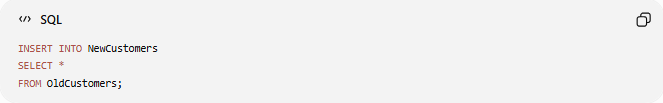 SQL
INSERT INTO NewCustomers
SELECT *
FROM OldCustomers;